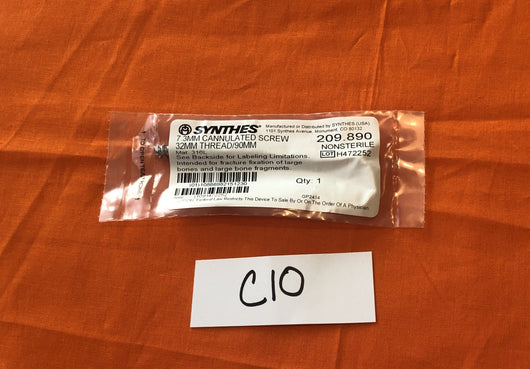 SYNTHES®
Manufactured or Distributed by SYNTHES (USA)
1101 Synthes Avenue, Monument, CO 80132
7.3MM CANNULATED SCREW
32MM THREAD/90MM
209.890
NONSTERILE
Mat. 316L
LOT H472252
See Backside for Labeling Limitations.
Intended for fracture fixation of large
bones and large bone fragments.
Qty: 1
GP2434
Federal Law Restricts The Device To Sale By Or On The Order Of A Physician
C10